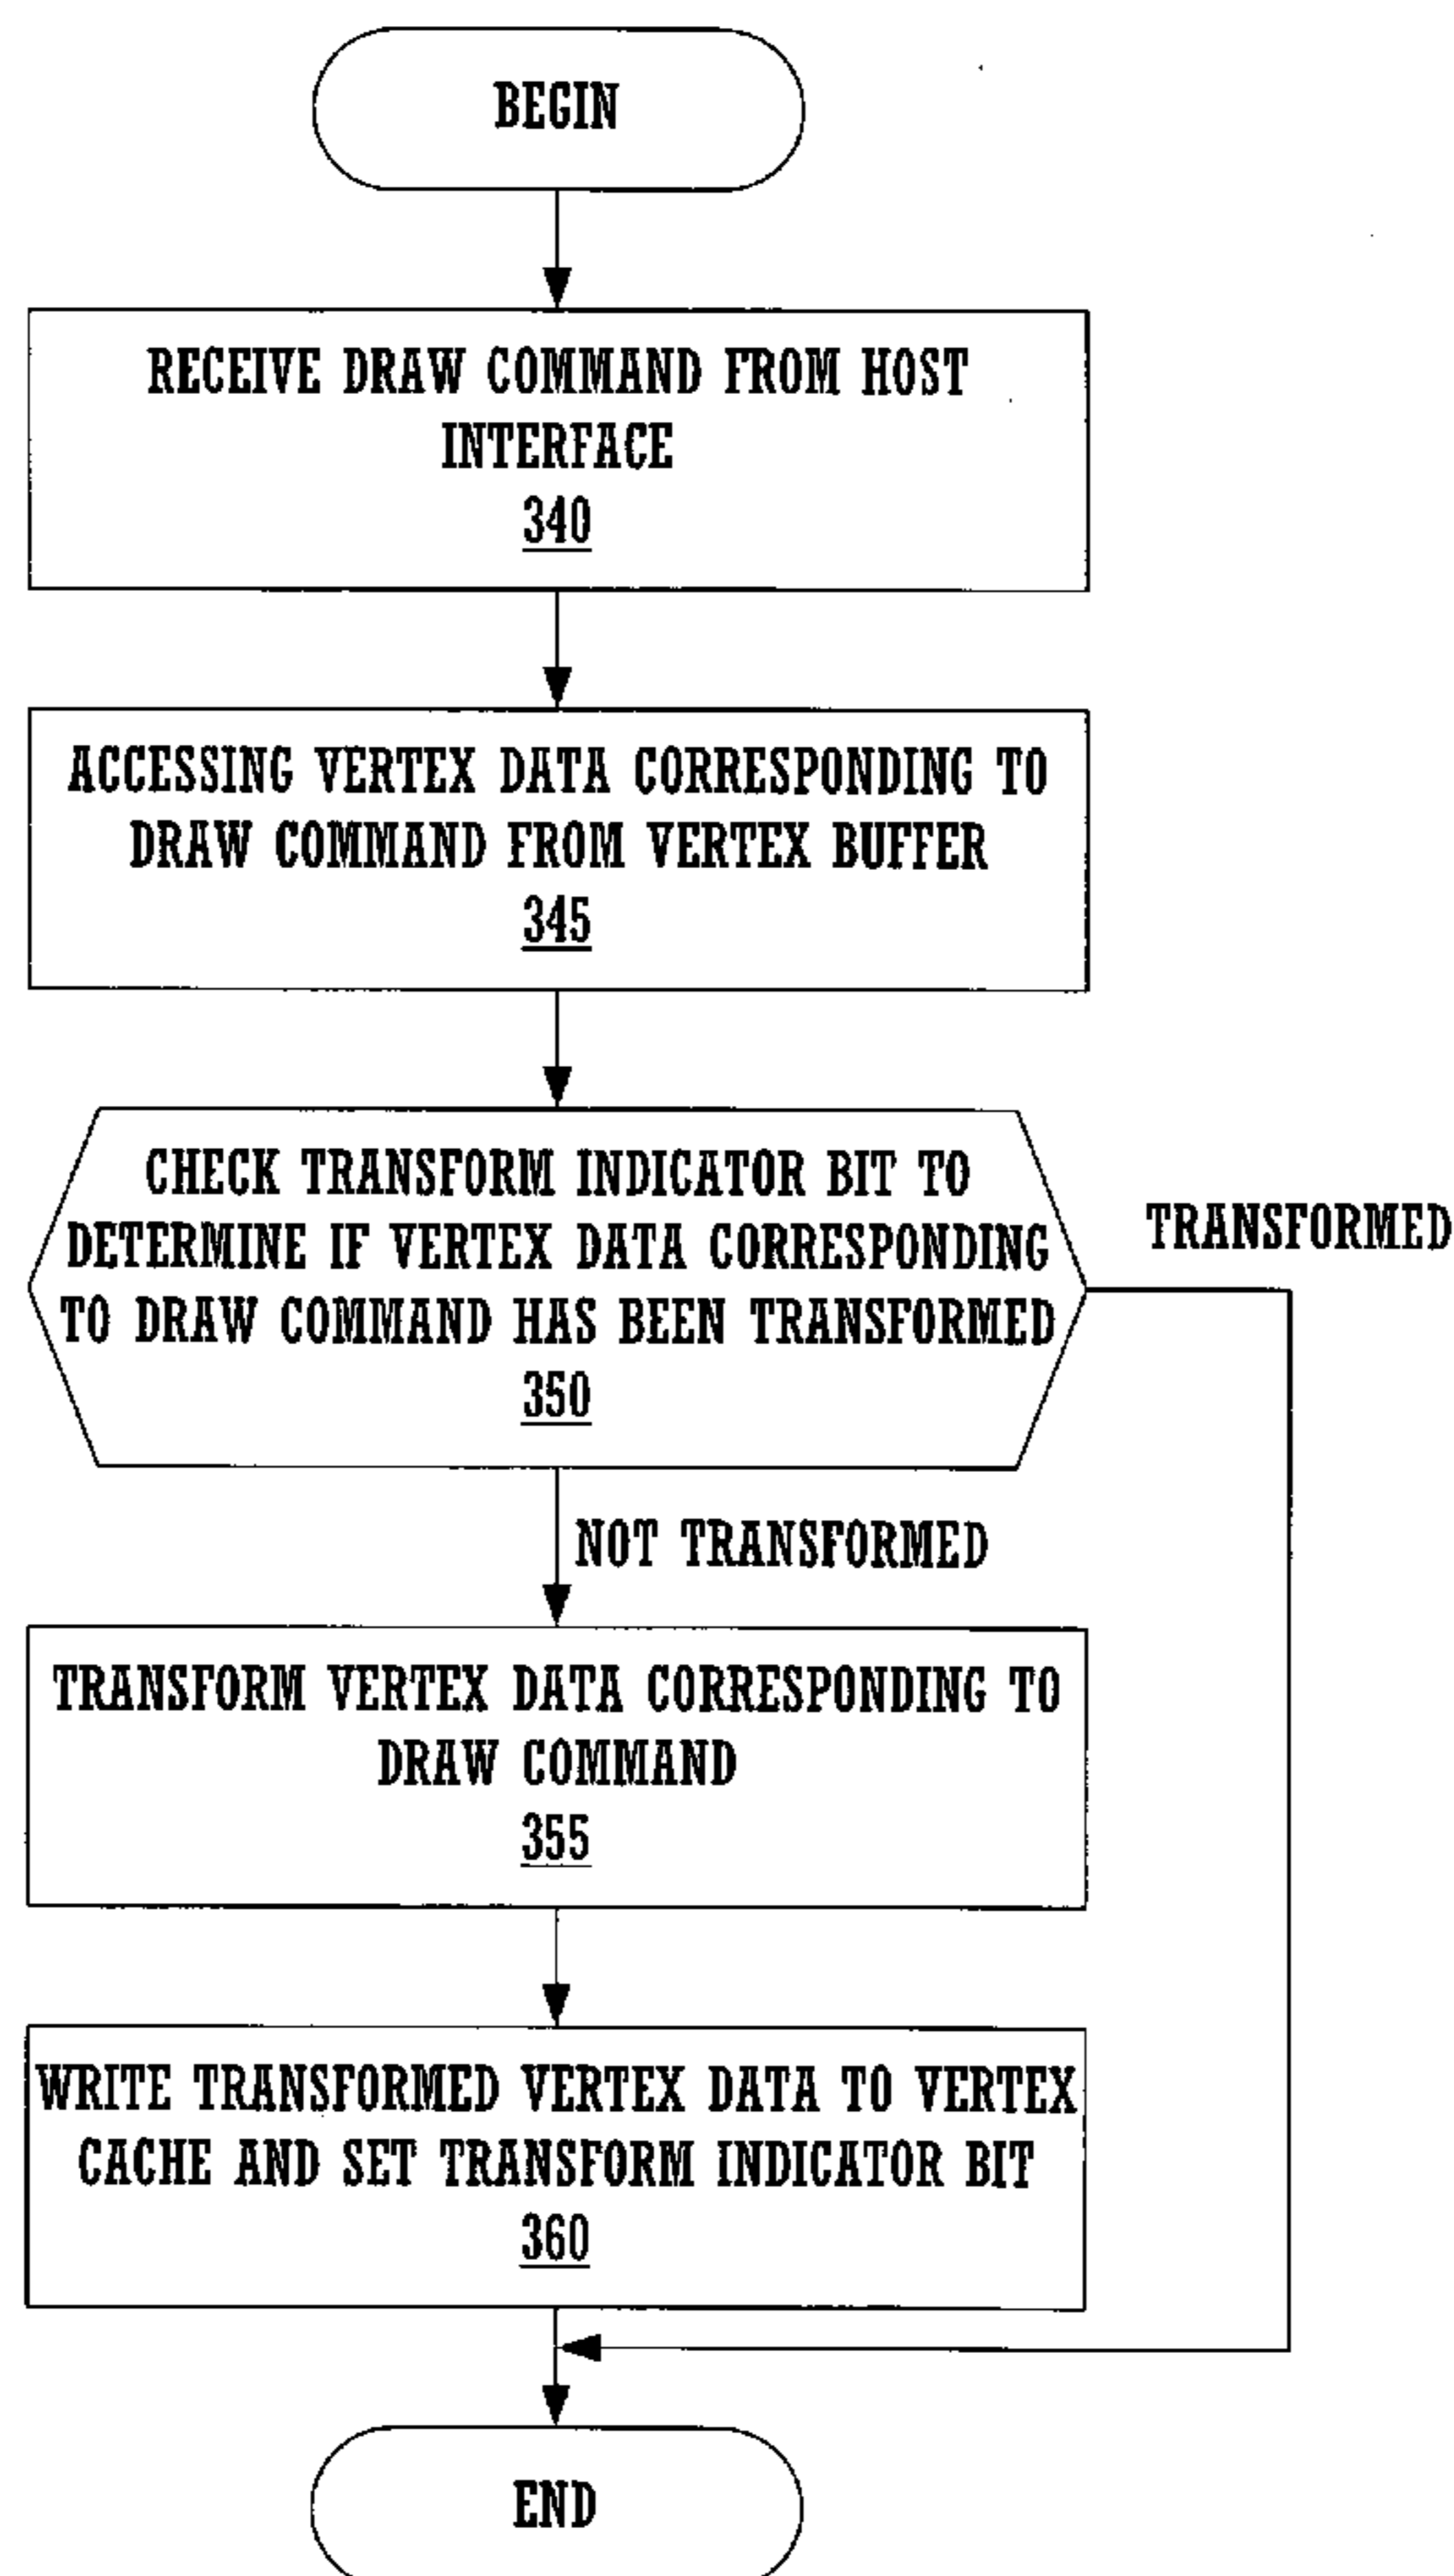 BEGIN
RECEIVE DRAW COMMAND FROM HOST
INTERFACE
340
ACCESSING VERTEX DATA CORRESPONDING TO
DRAW COMMAND FROM VERTEX BUFFER
345
CHECK TRANSFORM INDICATOR BIT TO
DETERMINE IF VERTEX DATA CORRESPONDING
TO DRAW COMMAND HAS BEEN TRANSFORMED
350
TRANSFORMED
NOT TRANSFORMED
TRANSFORM VERTEX DATA CORRESPONDING TO
DRAW COMMAND
355
WRITE TRANSFORMED VERTEX DATA TO VERTEX
CACHE AND SET TRANSFORM INDICATOR BIT
360
END